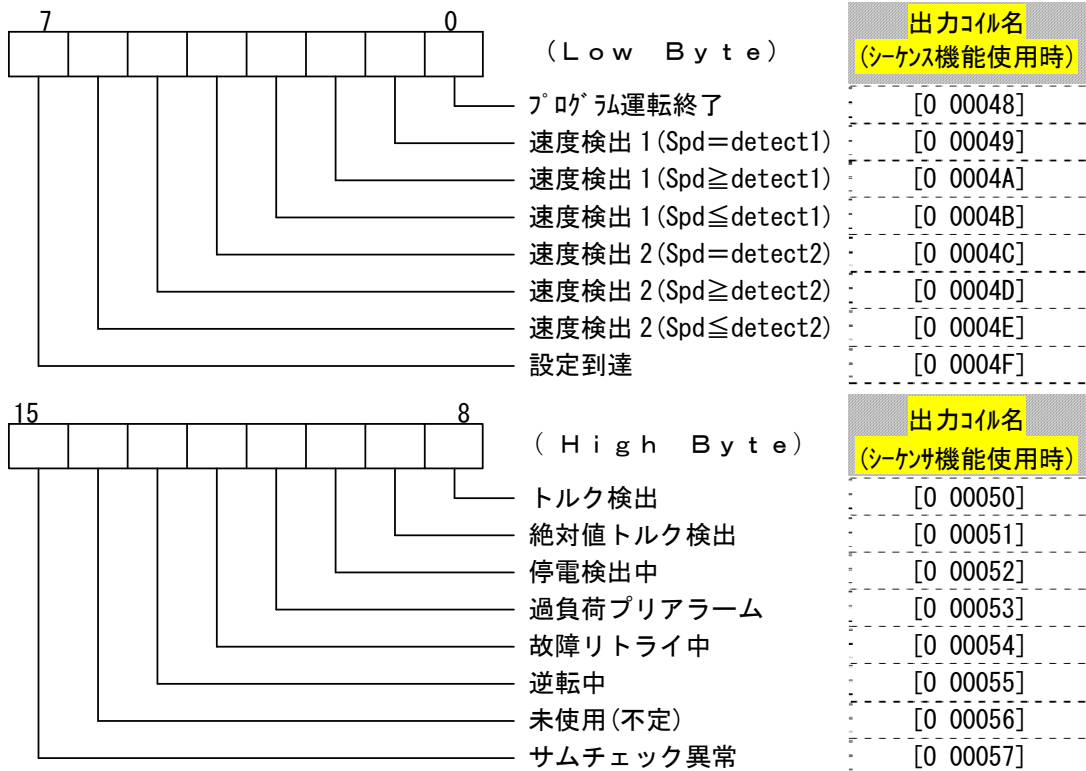 7 0
(Low Byte)
出力ｺｲﾙ名
(ｼｰｹﾝｽ機能使用時)
ﾌﾟﾛｸﾞﾗﾑ運転終了 [0 00048]
速度検出1(Spd＝detect1) [0 00049]
速度検出1(Spd≧detect1) [0 0004A]
速度検出1(Spd≦detect1) [0 0004B]
速度検出2(Spd＝detect2) [0 0004C]
速度検出2(Spd≧detect2) [0 0004D]
速度検出2(Spd≦detect2) [0 0004E]
設定到達 [0 0004F]
15 8
(High Byte)
出力ｺｲﾙ名
(ｼｰｹﾝｻ機能使用時)
トルク検出 [0 00050]
絶対値トルク検出 [0 00051]
停電検出中 [0 00052]
過負荷プリアラーム [0 00053]
故障リトライ中 [0 00054]
逆転中 [0 00055]
未使用(不定) [0 00056]
サムチェック異常 [0 00057]